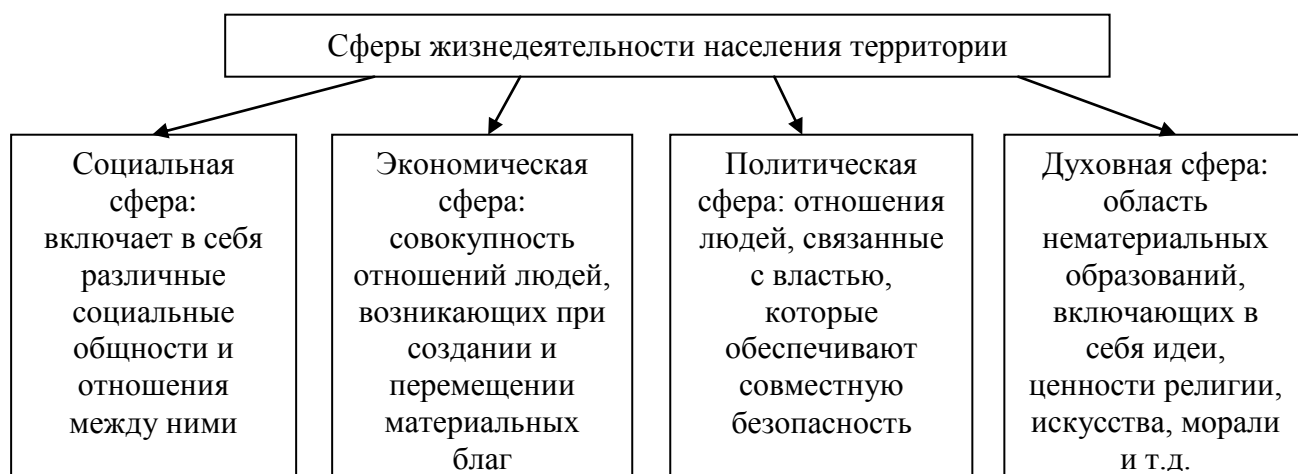 Сферы жизнедеятельности населения территории
Социальная
сфера:
включает в себя
различные
социальные
общности и
отношения
между ними
Экономическая
сфера:
совокупность
отношений людей,
возникающих при
создании и
перемещении
материальных
благ
Политическая
сфера: отношения
людей, связанные
с властью,
которые
обеспечивают
совместную
безопасность
Духовная сфера:
область
нематериальных
образований,
включающих в
себя идеи,
ценности религии,
искусства, морали
и т.д.